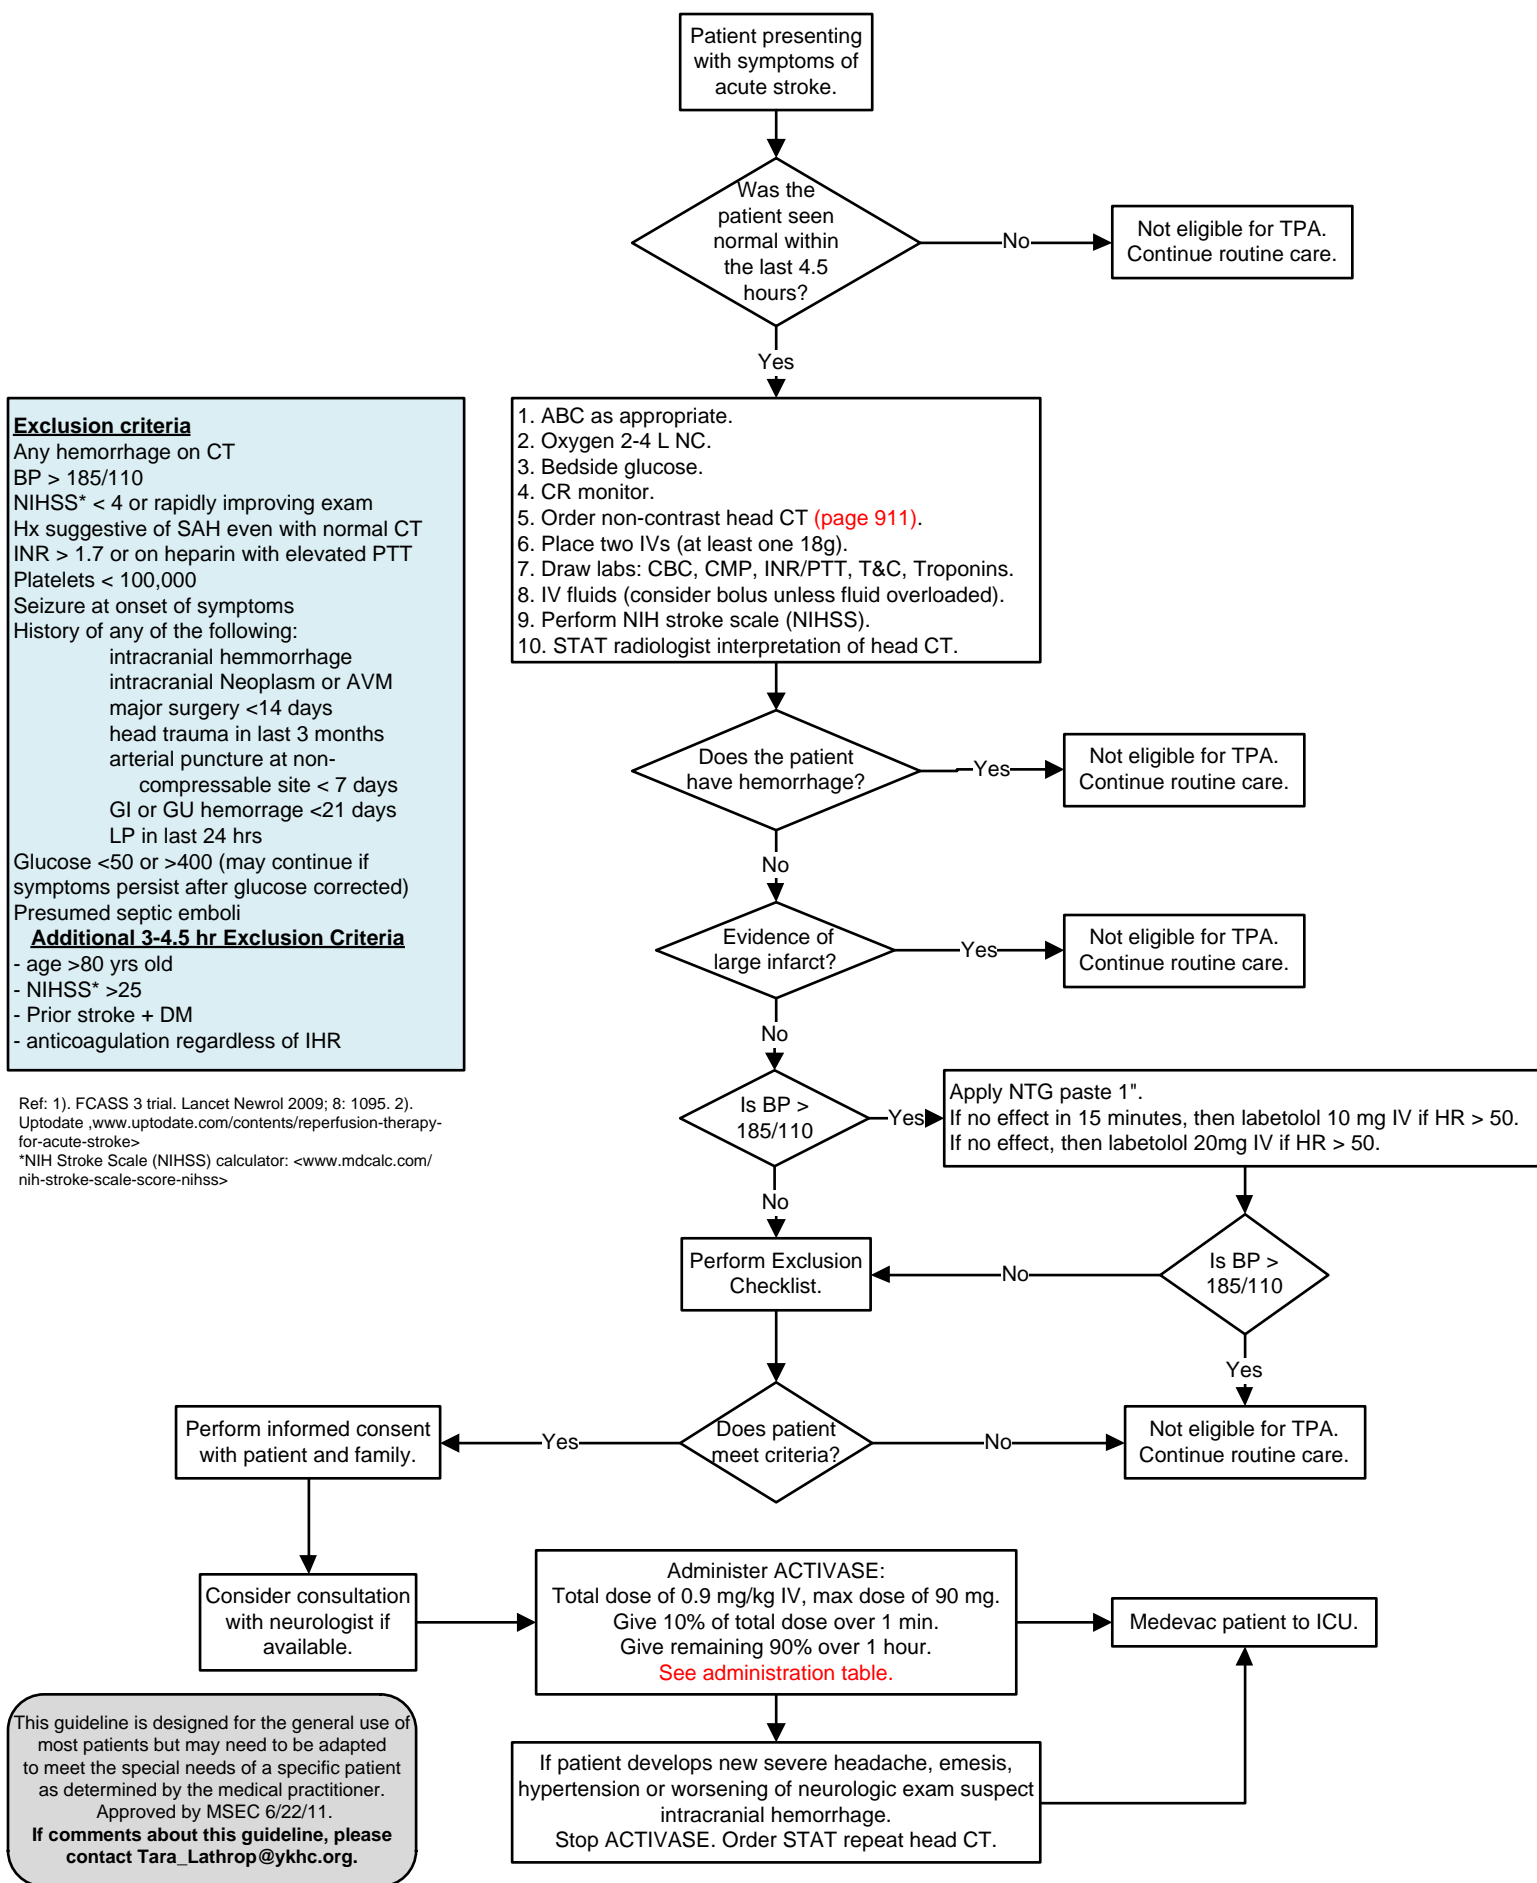 Patient presenting
with symptoms of
acute stroke.
Was the
patient seen
normal within
the last 4.5
hours?
No
Not eligible for TPA.
Continue routine care.
Yes
1. ABC as appropriate.
2. Oxygen 2-4 L NC.
3. Bedside glucose.
4. CR monitor.
5. Order non-contrast head CT (page 911).
6. Place two IVs (at least one 18g).
7. Draw labs: CBC, CMP, INR/PTT, T&C, Troponins.
8. IV fluids (consider bolus unless fluid overloaded).
9. Perform NIH stroke scale (NIHSS).
10. STAT radiologist interpretation of head CT.
Exclusion criteria
Any hemorrhage on CT
BP > 185/110
NIHSS* < 4 or rapidly improving exam
Hx suggestive of SAH even with normal CT
INR > 1.7 or on heparin with elevated PTT
Platelets < 100,000
Seizure at onset of symptoms
History of any of the following:
intracranial hemmorrhage
intracranial Neoplasm or AVM
major surgery <14 days
head trauma in last 3 months
arterial puncture at non-
compressable site < 7 days
GI or GU hemorrage <21 days
LP in last 24 hrs
Glucose <50 or >400 (may continue if
symptoms persist after glucose corrected)
Presumed septic emboli
Additional 3-4.5 hr Exclusion Criteria
- age >80 yrs old
- NIHSS* >25
- Prior stroke + DM
- anticoagulation regardless of IHR
Ref: 1). FCASS 3 trial. Lancet Newrol 2009; 8: 1095. 2).
Uptodate ,www.uptodate.com/contents/reperfusion-therapy-
for-acute-stroke>
*NIH Stroke Scale (NIHSS) calculator: <www.mdcalc.com/
nih-stroke-scale-score-nihss>
Does the patient
have hemorrhage?
Yes
Not eligible for TPA.
Continue routine care.
No
Evidence of
large infarct?
Yes
Not eligible for TPA.
Continue routine care.
No
Is BP >
185/110
Yes
Apply NTG paste 1".
If no effect in 15 minutes, then labetolol 10 mg IV if HR > 50.
If no effect, then labetolol 20mg IV if HR > 50.
No
Perform Exclusion
Checklist.
No
Is BP >
185/110
Yes
Perform informed consent
with patient and family.
Yes
Does patient
meet criteria?
No
Not eligible for TPA.
Continue routine care.
Consider consultation
with neurologist if
available.
Administer ACTIVASE:
Total dose of 0.9 mg/kg IV, max dose of 90 mg.
Give 10% of total dose over 1 min.
Give remaining 90% over 1 hour.
See administration table.
Medevac patient to ICU.
If patient develops new severe headache, emesis,
hypertension or worsening of neurologic exam suspect
intracranial hemorrhage.
Stop ACTIVASE. Order STAT repeat head CT.
This guideline is designed for the general use of
most patients but may need to be adapted
to meet the special needs of a specific patient
as determined by the medical practitioner.
Approved by MSEC 6/22/11.
If comments about this guideline, please
contact Tara_Lathrop@ykhc.org.